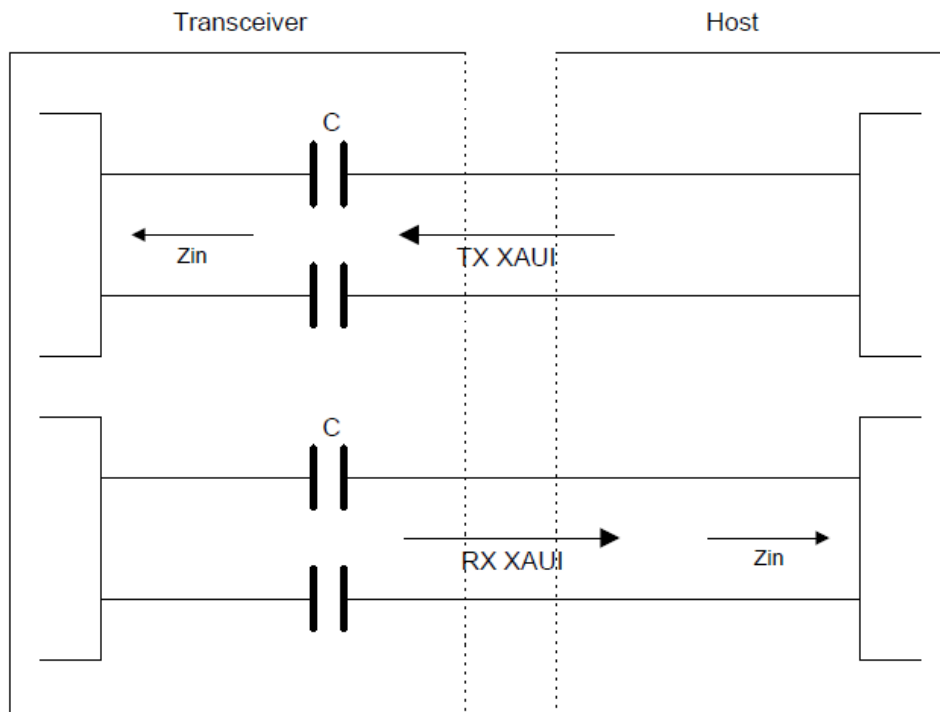 Transceiver
Host
C
Zin
TX XAUI
C
RX XAUI
Zin